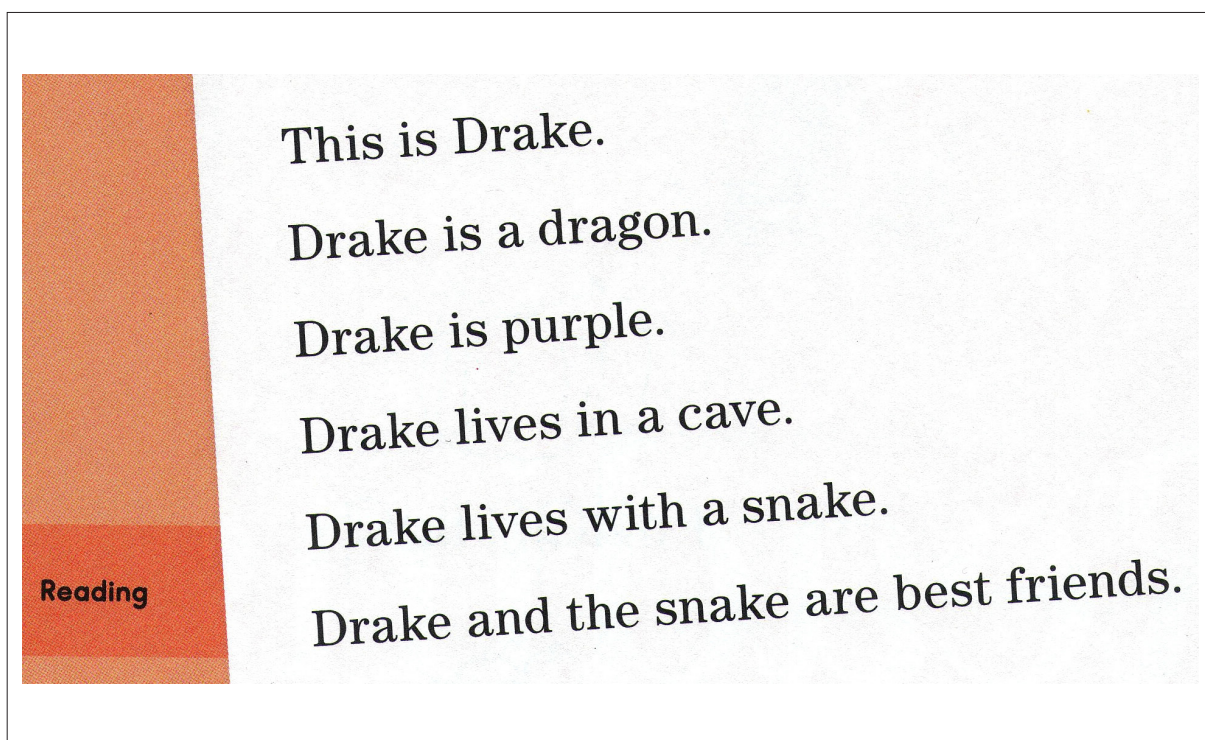 This is Drake.
Drake is a dragon.
Drake is purple.
Drake lives in a cave.
Drake lives with a snake.
Reading
Drake and the snake are best friends.